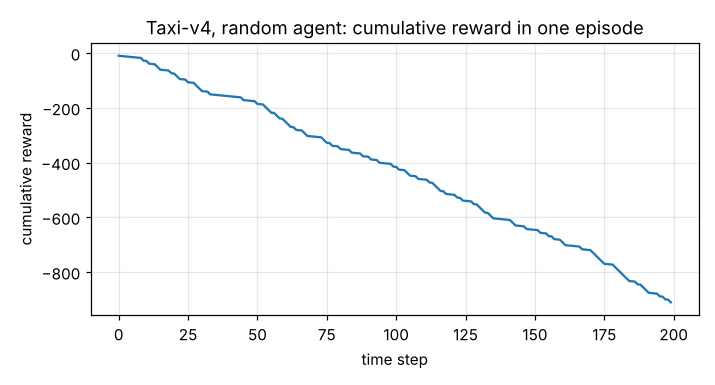 Taxi-v4, random agent: cumulative reward in one episode
0
−200
−400
−600
−800
cumulative reward
0 25 50 75 100 125 150 175 200
time step